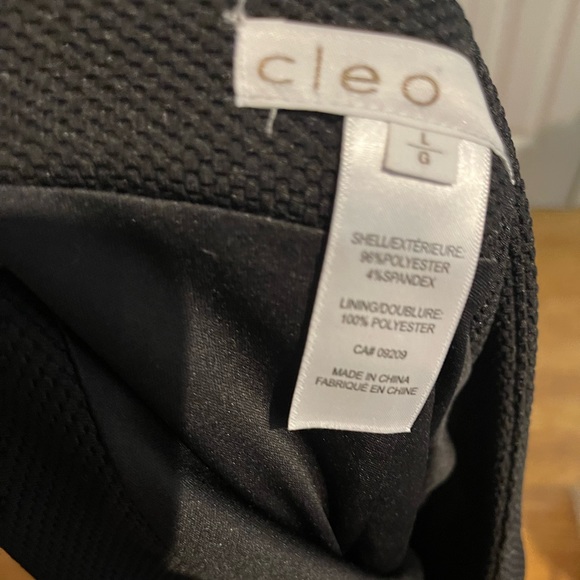 cleo
L
G
SHELL/EXTÉRIEURE:
96%POLYESTER
4%SPANDEX
LINING/DOUBLURE:
100% POLYESTER
CA# 09209
MADE IN CHINA
FABRIQUÉ EN CHINE